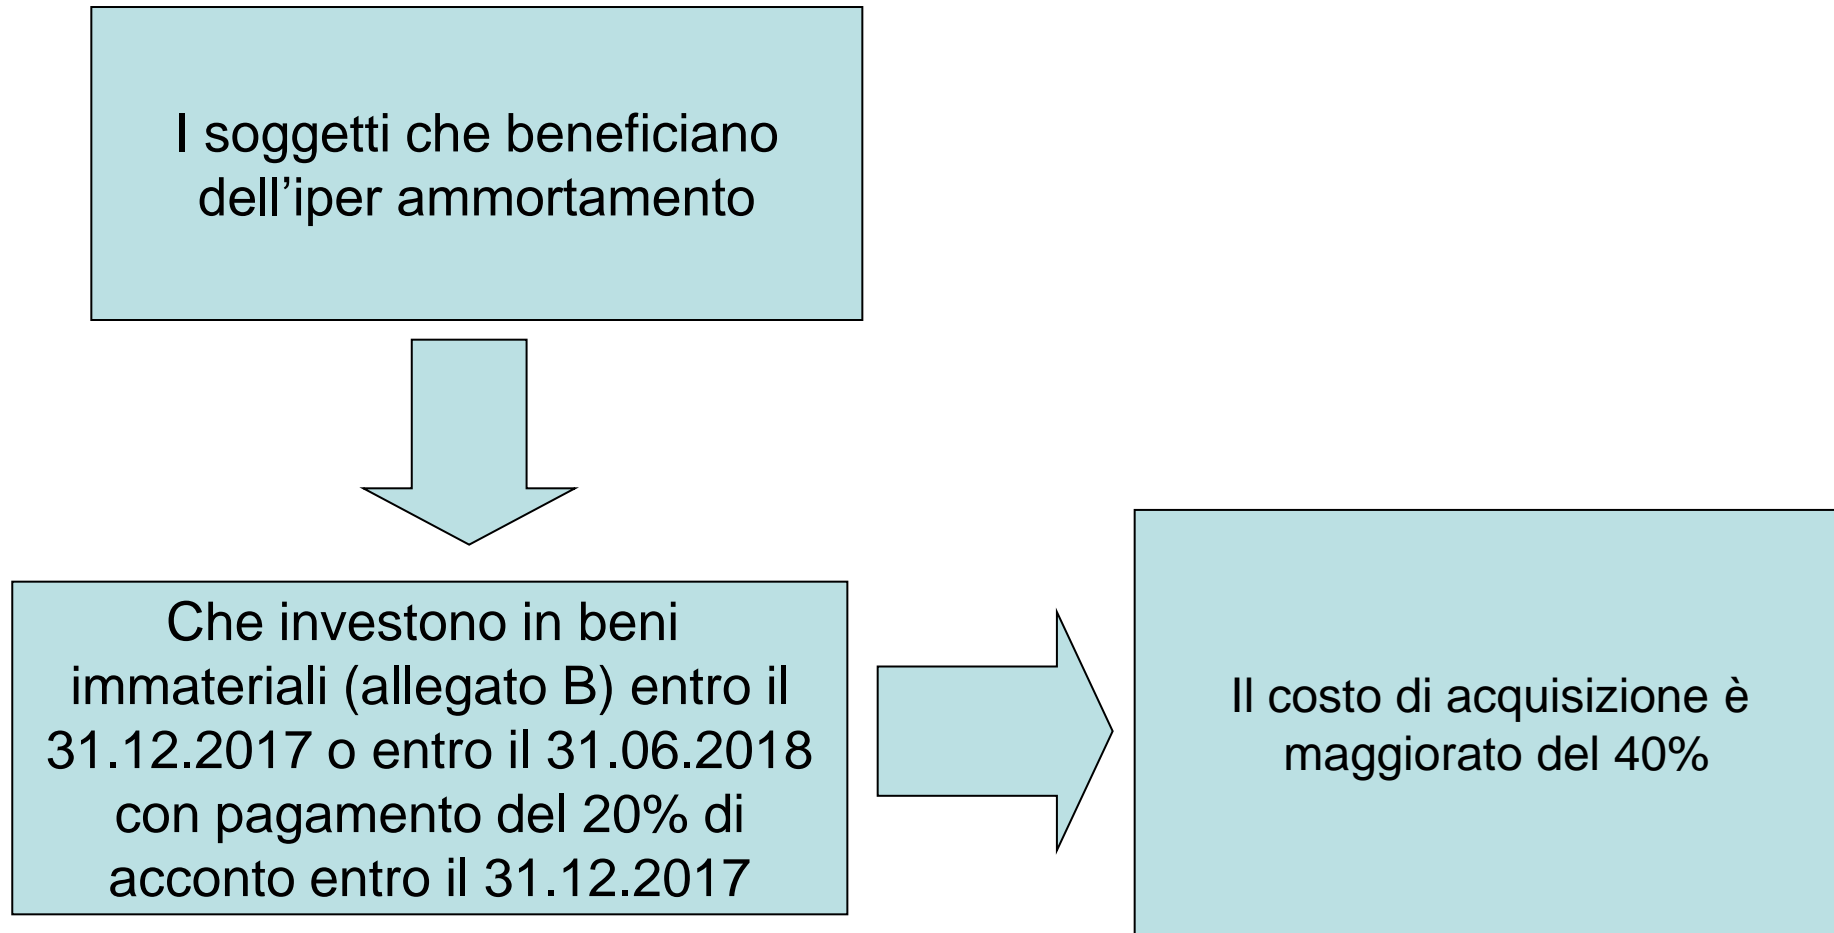 I soggetti che beneficiano
dell’iper ammortamento
Che investono in beni
immateriali (allegato B) entro il
31.12.2017 o entro il 31.06.2018
con pagamento del 20% di
acconto entro il 31.12.2017
Il costo di acquisizione è
maggiorato del 40%